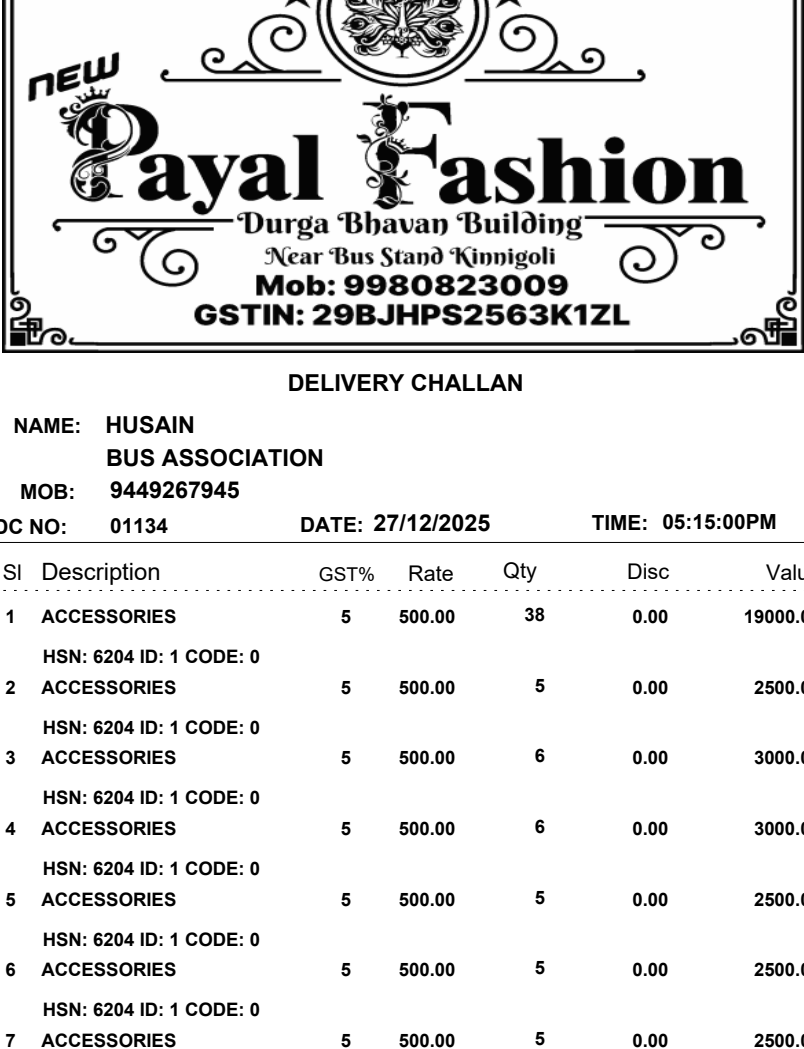 NEW
Payal Fashion
Durga Bhavan Building
Near Bus Stand Kinnigoli
Mob: 9980823009
GSTIN: 29BJHPS2563K1ZL
DELIVERY CHALLAN
NAME: HUSAIN
BUS ASSOCIATION
MOB: 9449267945
NO: 01134 DATE: 27/12/2025 TIME: 05:15:00PM
Sl Description GST% Rate Qty Disc
1 ACCESSORIES 5 500.00 38 0.00 19000.0
HSN: 6204 ID: 1 CODE: 0
2 ACCESSORIES 5 500.00 5 0.00 2500.0
HSN: 6204 ID: 1 CODE: 0
3 ACCESSORIES 5 500.00 6 0.00 3000.0
HSN: 6204 ID: 1 CODE: 0
4 ACCESSORIES 5 500.00 6 0.00 3000.0
HSN: 6204 ID: 1 CODE: 0
5 ACCESSORIES 5 500.00 5 0.00 2500.0
HSN: 6204 ID: 1 CODE: 0
6 ACCESSORIES 5 500.00 5 0.00 2500.0
HSN: 6204 ID: 1 CODE: 0
7 ACCESSORIES 5 500.00 5 0.00 2500.0